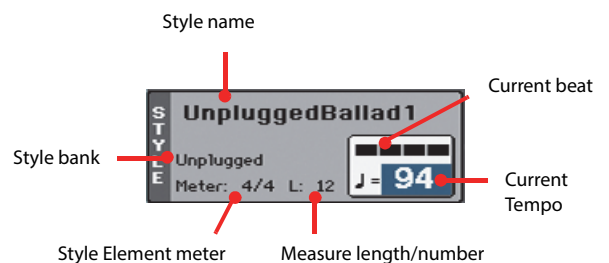 Style name
Current beat
STYLE
UnpluggedBallad1
Style bank
Unplugged
Meter: 4/4 L: 12
♩= 94
Current
Tempo
Style Element meter
Measure length/number